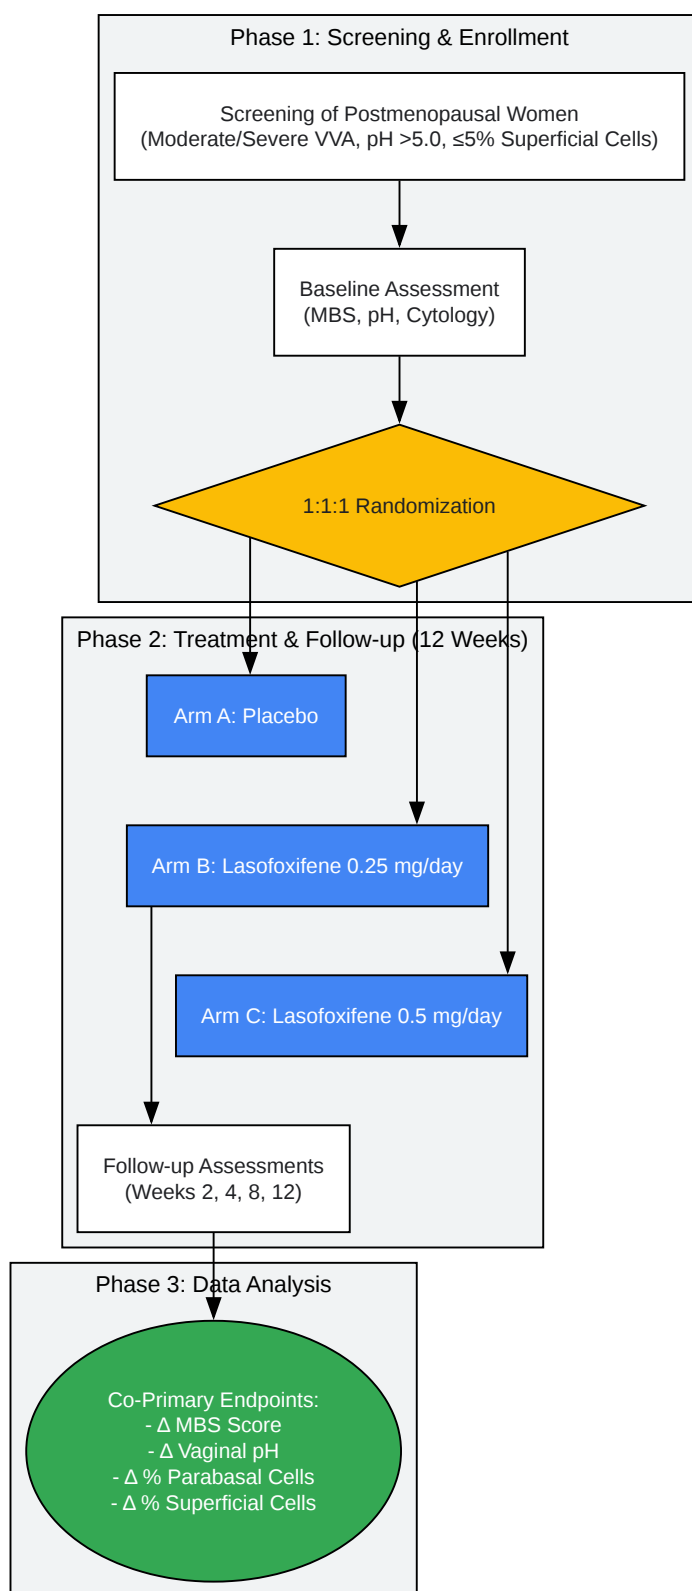 Phase 1: Screening & Enrollment
Screening of Postmenopausal Women
(Moderate/Severe VVA, pH >5.0, ≤5% Superficial Cells)
Baseline Assessment
(MBS, pH, Cytology)
1:1:1 Randomization
Phase 2: Treatment & Follow-up (12 Weeks)
Arm A: Placebo
Arm B: Lasofoxifene 0.25 mg/day
Arm C: Lasofoxifene 0.5 mg/day
Follow-up Assessments
(Weeks 2, 4, 8, 12)
Phase 3: Data Analysis
Co-Primary Endpoints:
- Δ MBS Score
- Δ Vaginal pH
- Δ % Parabasal Cells
- Δ % Superficial Cells